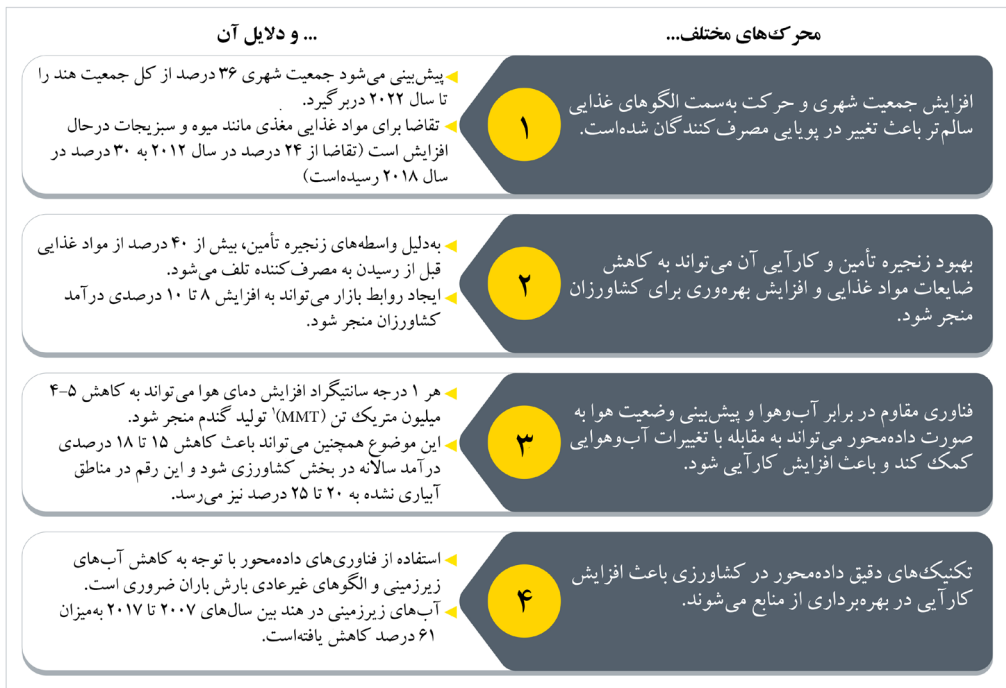 محرک‌های مختلف...
... و دلایل آن
۱
افزایش جمعیت شهری و حرکت به‌سمت الگوهای غذایی
سالم‌تر باعث تغییر در پویایی مصرف‌کنندگان شده‌است.
پیش‌بینی می‌شود جمعیت شهری ۳۶ درصد از کل جمعیت هند را
تا سال ۲۰۲۲ دربرگیرد.
تقاضا برای مواد غذایی مغذی مانند میوه و سبزیجات درحال
افزایش است (تقاضا از ۲۴ درصد در سال ۲۰۱۲ به ۳۰ درصد در
سال ۲۰۱۸ رسیده‌است)
۲
بهبود زنجیره تأمین و کارآیی آن می‌تواند به کاهش
ضایعات مواد غذایی و افزایش بهره‌وری برای کشاورزان
منجر شود.
به‌دلیل واسطه‌های زنجیره تأمین، بیش از ۴۰ درصد از مواد غذایی
قبل از رسیدن به مصرف‌کننده تلف می‌شود.
ایجاد روابط بازار می‌تواند به افزایش ۸ تا ۱۰ درصدی درآمد
کشاورزان منجر شود.
۳
فناوری مقاوم در برابر آب‌وهوا و پیش‌بینی وضعیت هوا به
صورت داده‌محور می‌تواند به مقابله با تغییرات آب‌وهوایی
کمک کند و باعث افزایش کارآیی شود.
هر ۱ درجه سانتیگراد افزایش دمای هوا می‌تواند به کاهش ۵-۴
میلیون متریک تن (MMT)۱ تولید گندم منجر شود.
این موضوع همچنین می‌تواند باعث کاهش ۱۵ تا ۱۸ درصدی
درآمد سالانه در بخش کشاورزی شود و این رقم در مناطق
آبیاری نشده به ۲۰ تا ۲۵ درصد نیز می‌رسد.
۴
تکنیک‌های دقیق داده‌محور در کشاورزی باعث افزایش
کارآیی در بهره‌برداری از منابع می‌شوند.
استفاده از فناوری‌های داده‌محور با توجه به کاهش آب‌های
زیرزمینی و الگوهای غیرعادی بارش باران ضروری است.
آب‌های زیرزمینی در هند بین سال‌های ۲۰۰۷ تا ۲۰۱۷ به‌میزان
۶۱ درصد کاهش یافته‌است.